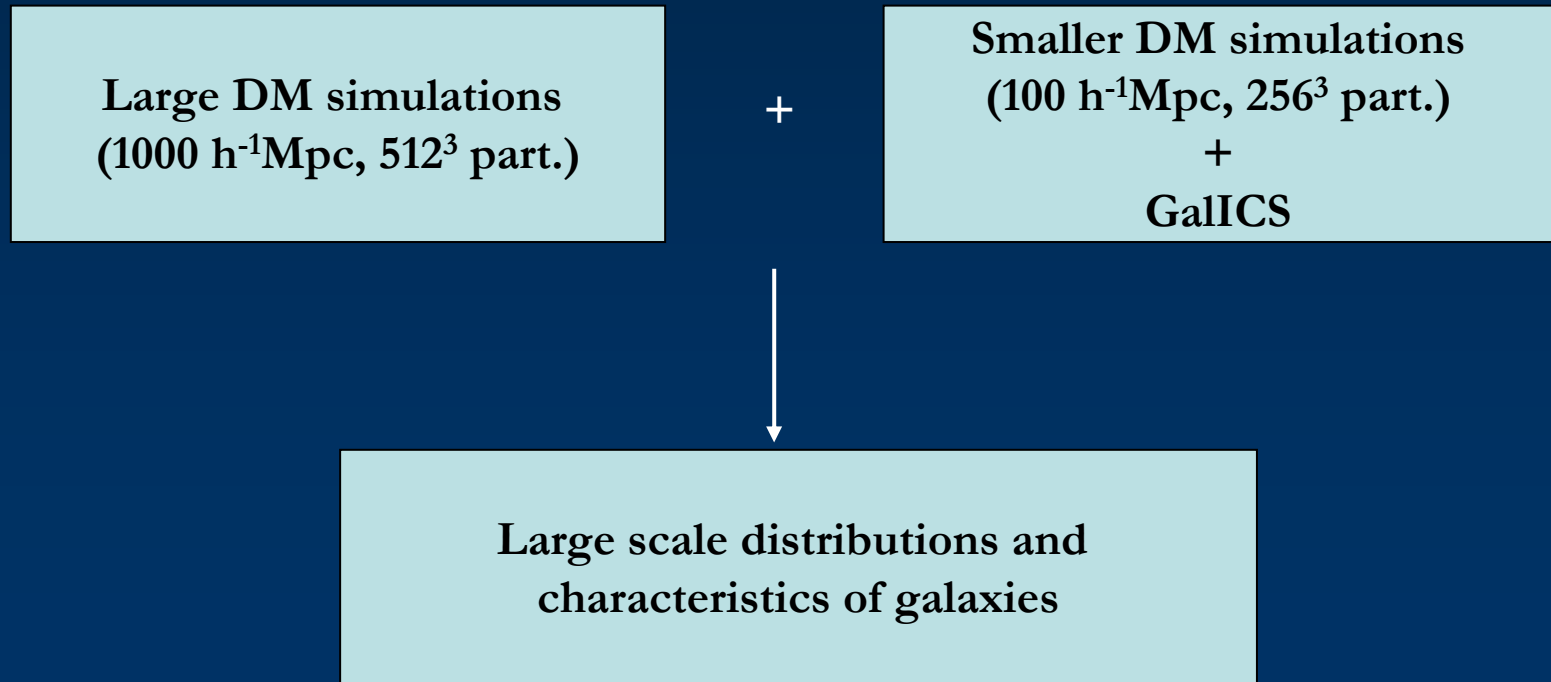 Large DM simulations
(1000 h⁻¹Mpc, 512³ part.)
+
Smaller DM simulations
(100 h⁻¹Mpc, 256³ part.)
+
GalICS
Large scale distributions and
characteristics of galaxies